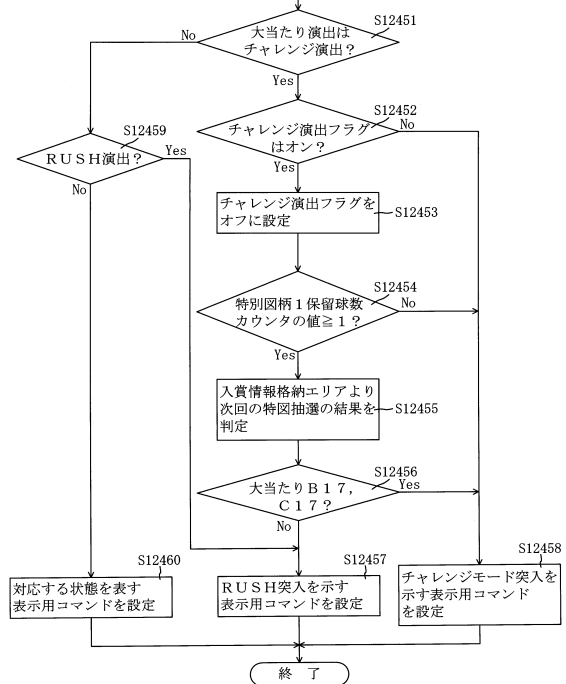 S12451
大当たり演出は
チャレンジ演出？
No
Yes
S12452
チャレンジ演出フラグ
はオン？
No
Yes
S12459
ＲＵＳＨ演出？
Yes
No
チャレンジ演出フラグを
オフに設定
S12453
S12454
特別図柄１保留球数
カウンタの値≧１？
No
Yes
入賞情報格納エリアより
次回の特図抽選の結果を
判定
S12455
S12456
大当たりＢ１７，
Ｃ１７？
Yes
No
S12460
対応する状態を表す
表示用コマンドを設定
S12457
ＲＵＳＨ突入を示す
表示用コマンドを設定
S12458
チャレンジモード突入を
示す表示用コマンド
を設定
終　了